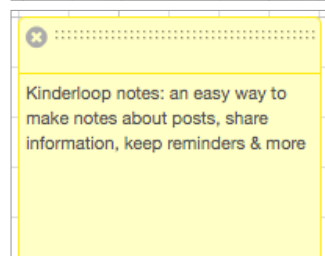 Kinderloop notes: an easy way to
make notes about posts, share
information, keep reminders & more